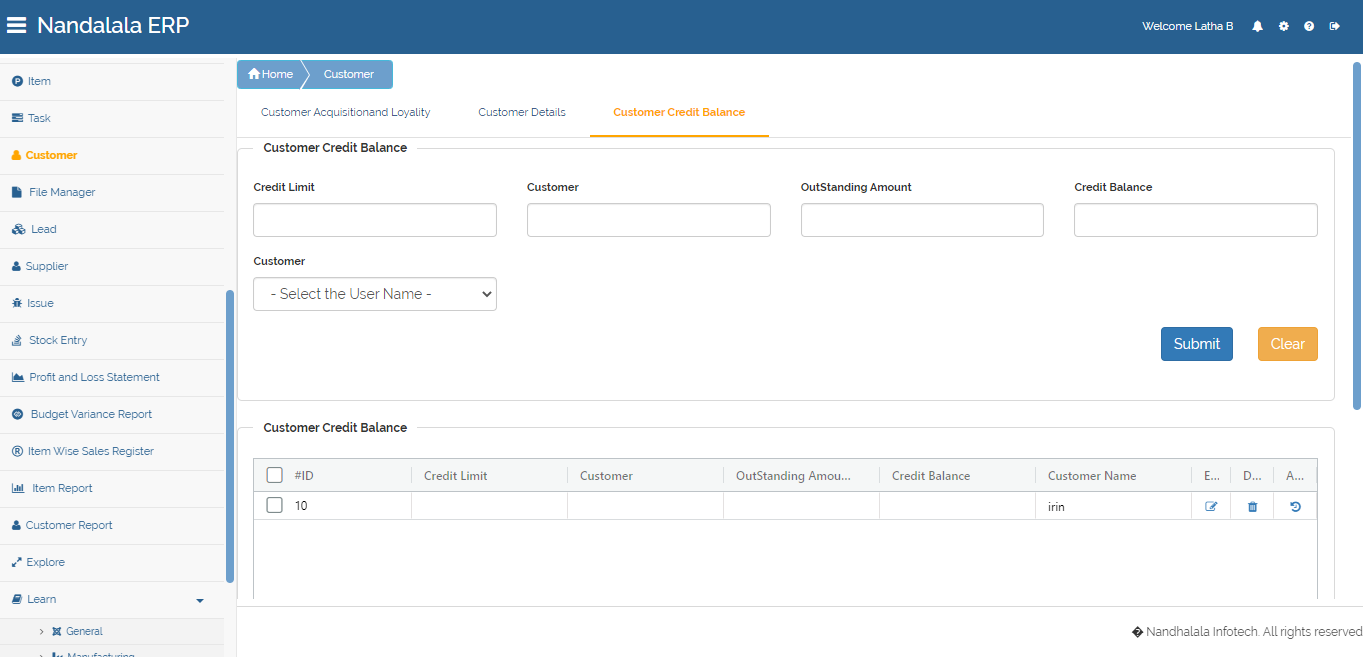 Nandalala ERP
Welcome Latha B
Item
Task
Customer
File Manager
Lead
Supplier
Issue
Stock Entry
Profit and Loss Statement
Budget Variance Report
Item Wise Sales Register
Item Report
Customer Report
Explore
Learn
General
Manufacturing
Home Customer
Customer Acquisitionand Loyality Customer Details Customer Credit Balance
Customer Credit Balance
Credit Limit Customer OutStanding Amount Credit Balance
Customer
- Select the User Name -
Submit Clear
Customer Credit Balance
#ID Credit Limit Customer OutStanding Amou... Credit Balance Customer Name E... D... A...
10 irin
� Nandhalala Infotech. All rights reserved